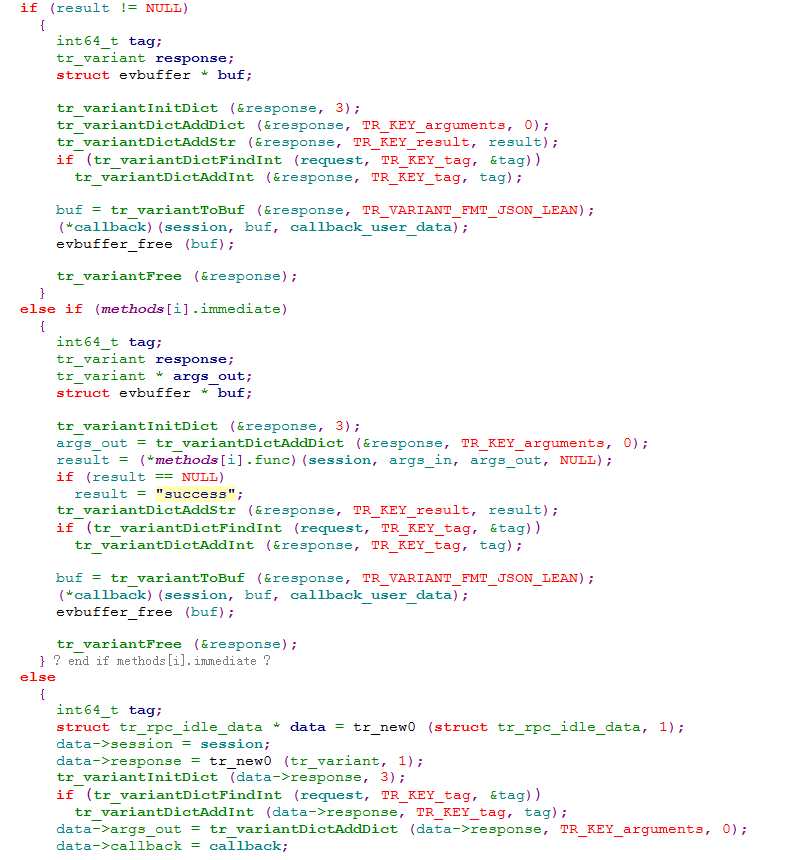 if (result != NULL)
{
int64_t tag;
tr_variant response;
struct evbuffer * buf;
tr_variantInitDict (&response, 3);
tr_variantDictAddDict (&response, TR_KEY_arguments, 0);
tr_variantDictAddStr (&response, TR_KEY_result, result);
if (tr_variantDictFindInt (request, TR_KEY_tag, &tag))
tr_variantDictAddInt (&response, TR_KEY_tag, tag);
buf = tr_variantToBuf (&response, TR_VARIANT_FMT_JSON_LEAN);
(*callback)(session, buf, callback_user_data);
evbuffer_free (buf);
tr_variantFree (&response);
}
else if (methods[i].immediate)
{
int64_t tag;
tr_variant response;
tr_variant * args_out;
struct evbuffer * buf;
tr_variantInitDict (&response, 3);
args_out = tr_variantDictAddDict (&response, TR_KEY_arguments, 0);
result = (*methods[i].func)(session, args_in, args_out, NULL);
if (result == NULL)
result = "success";
tr_variantDictAddStr (&response, TR_KEY_result, result);
if (tr_variantDictFindInt (request, TR_KEY_tag, &tag))
tr_variantDictAddInt (&response, TR_KEY_tag, tag);
buf = tr_variantToBuf (&response, TR_VARIANT_FMT_JSON_LEAN);
(*callback)(session, buf, callback_user_data);
evbuffer_free (buf);
tr_variantFree (&response);
} ? end if methods[i].immediate ?
else
{
int64_t tag;
struct tr_rpc_idle_data * data = tr_new0 (struct tr_rpc_idle_data, 1);
data->session = session;
data->response = tr_new0 (tr_variant, 1);
tr_variantInitDict (data->response, 3);
if (tr_variantDictFindInt (request, TR_KEY_tag, &tag))
tr_variantDictAddInt (data->response, TR_KEY_tag, tag);
data->args_out = tr_variantDictAddDict (data->response, TR_KEY_arguments, 0);
data->callback = callback;